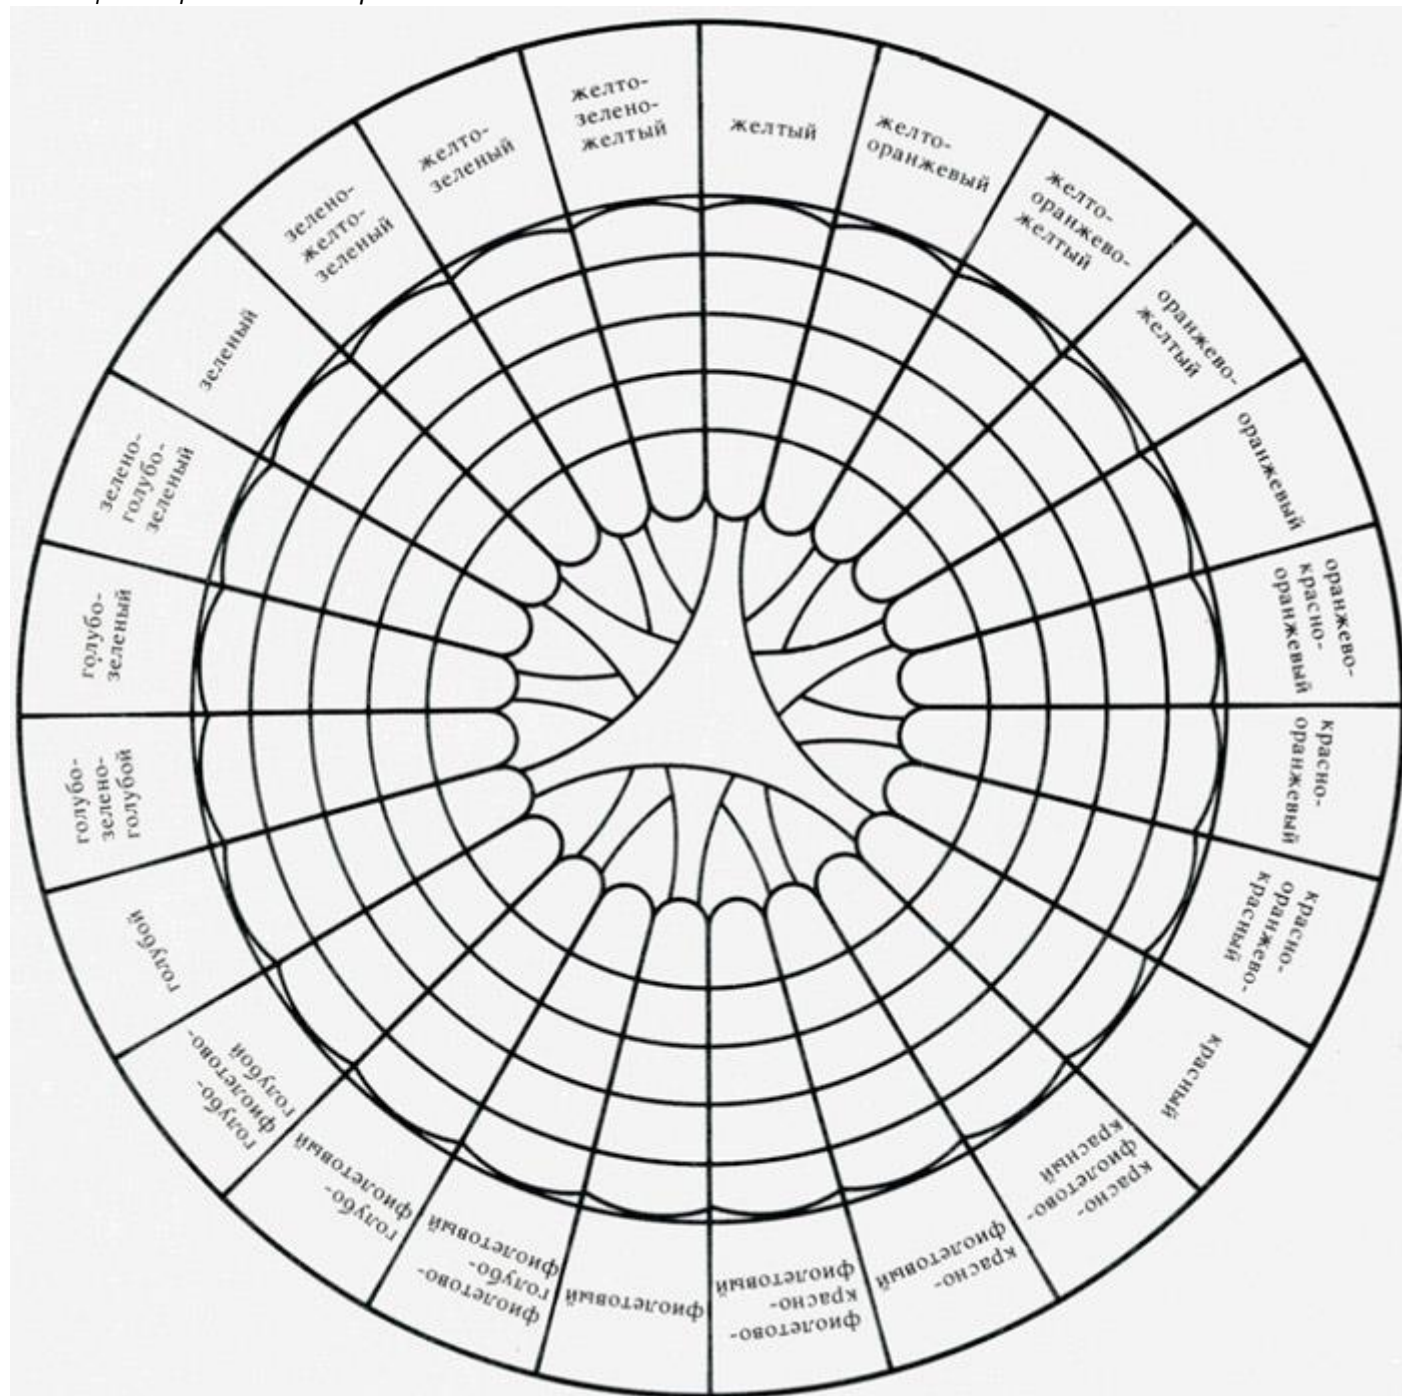 желтый
желто-
оранжевый
желто-
оранжево-
желтый
оранжево-
желтый
оранжевый
оранжево-
красно-
оранжевый
красно-
оранжевый
красно-
оранжево-
красный
красный
красно-
фиолетово-
красный
красно-
фиолетовый
фиолетово-
красно-
фиолетовый
фиолетовый
фиолетово-
голубо-
фиолетовый
голубо-
фиолетовый
голубо-
фиолетово-
голубой
голубой
голубо-
зелено-
голубой
голубо-
зеленый
зелено-
голубо-
зеленый
зеленый
зелено-
желто-
зеленый
желто-
зеленый
желто-
зелено-
желтый